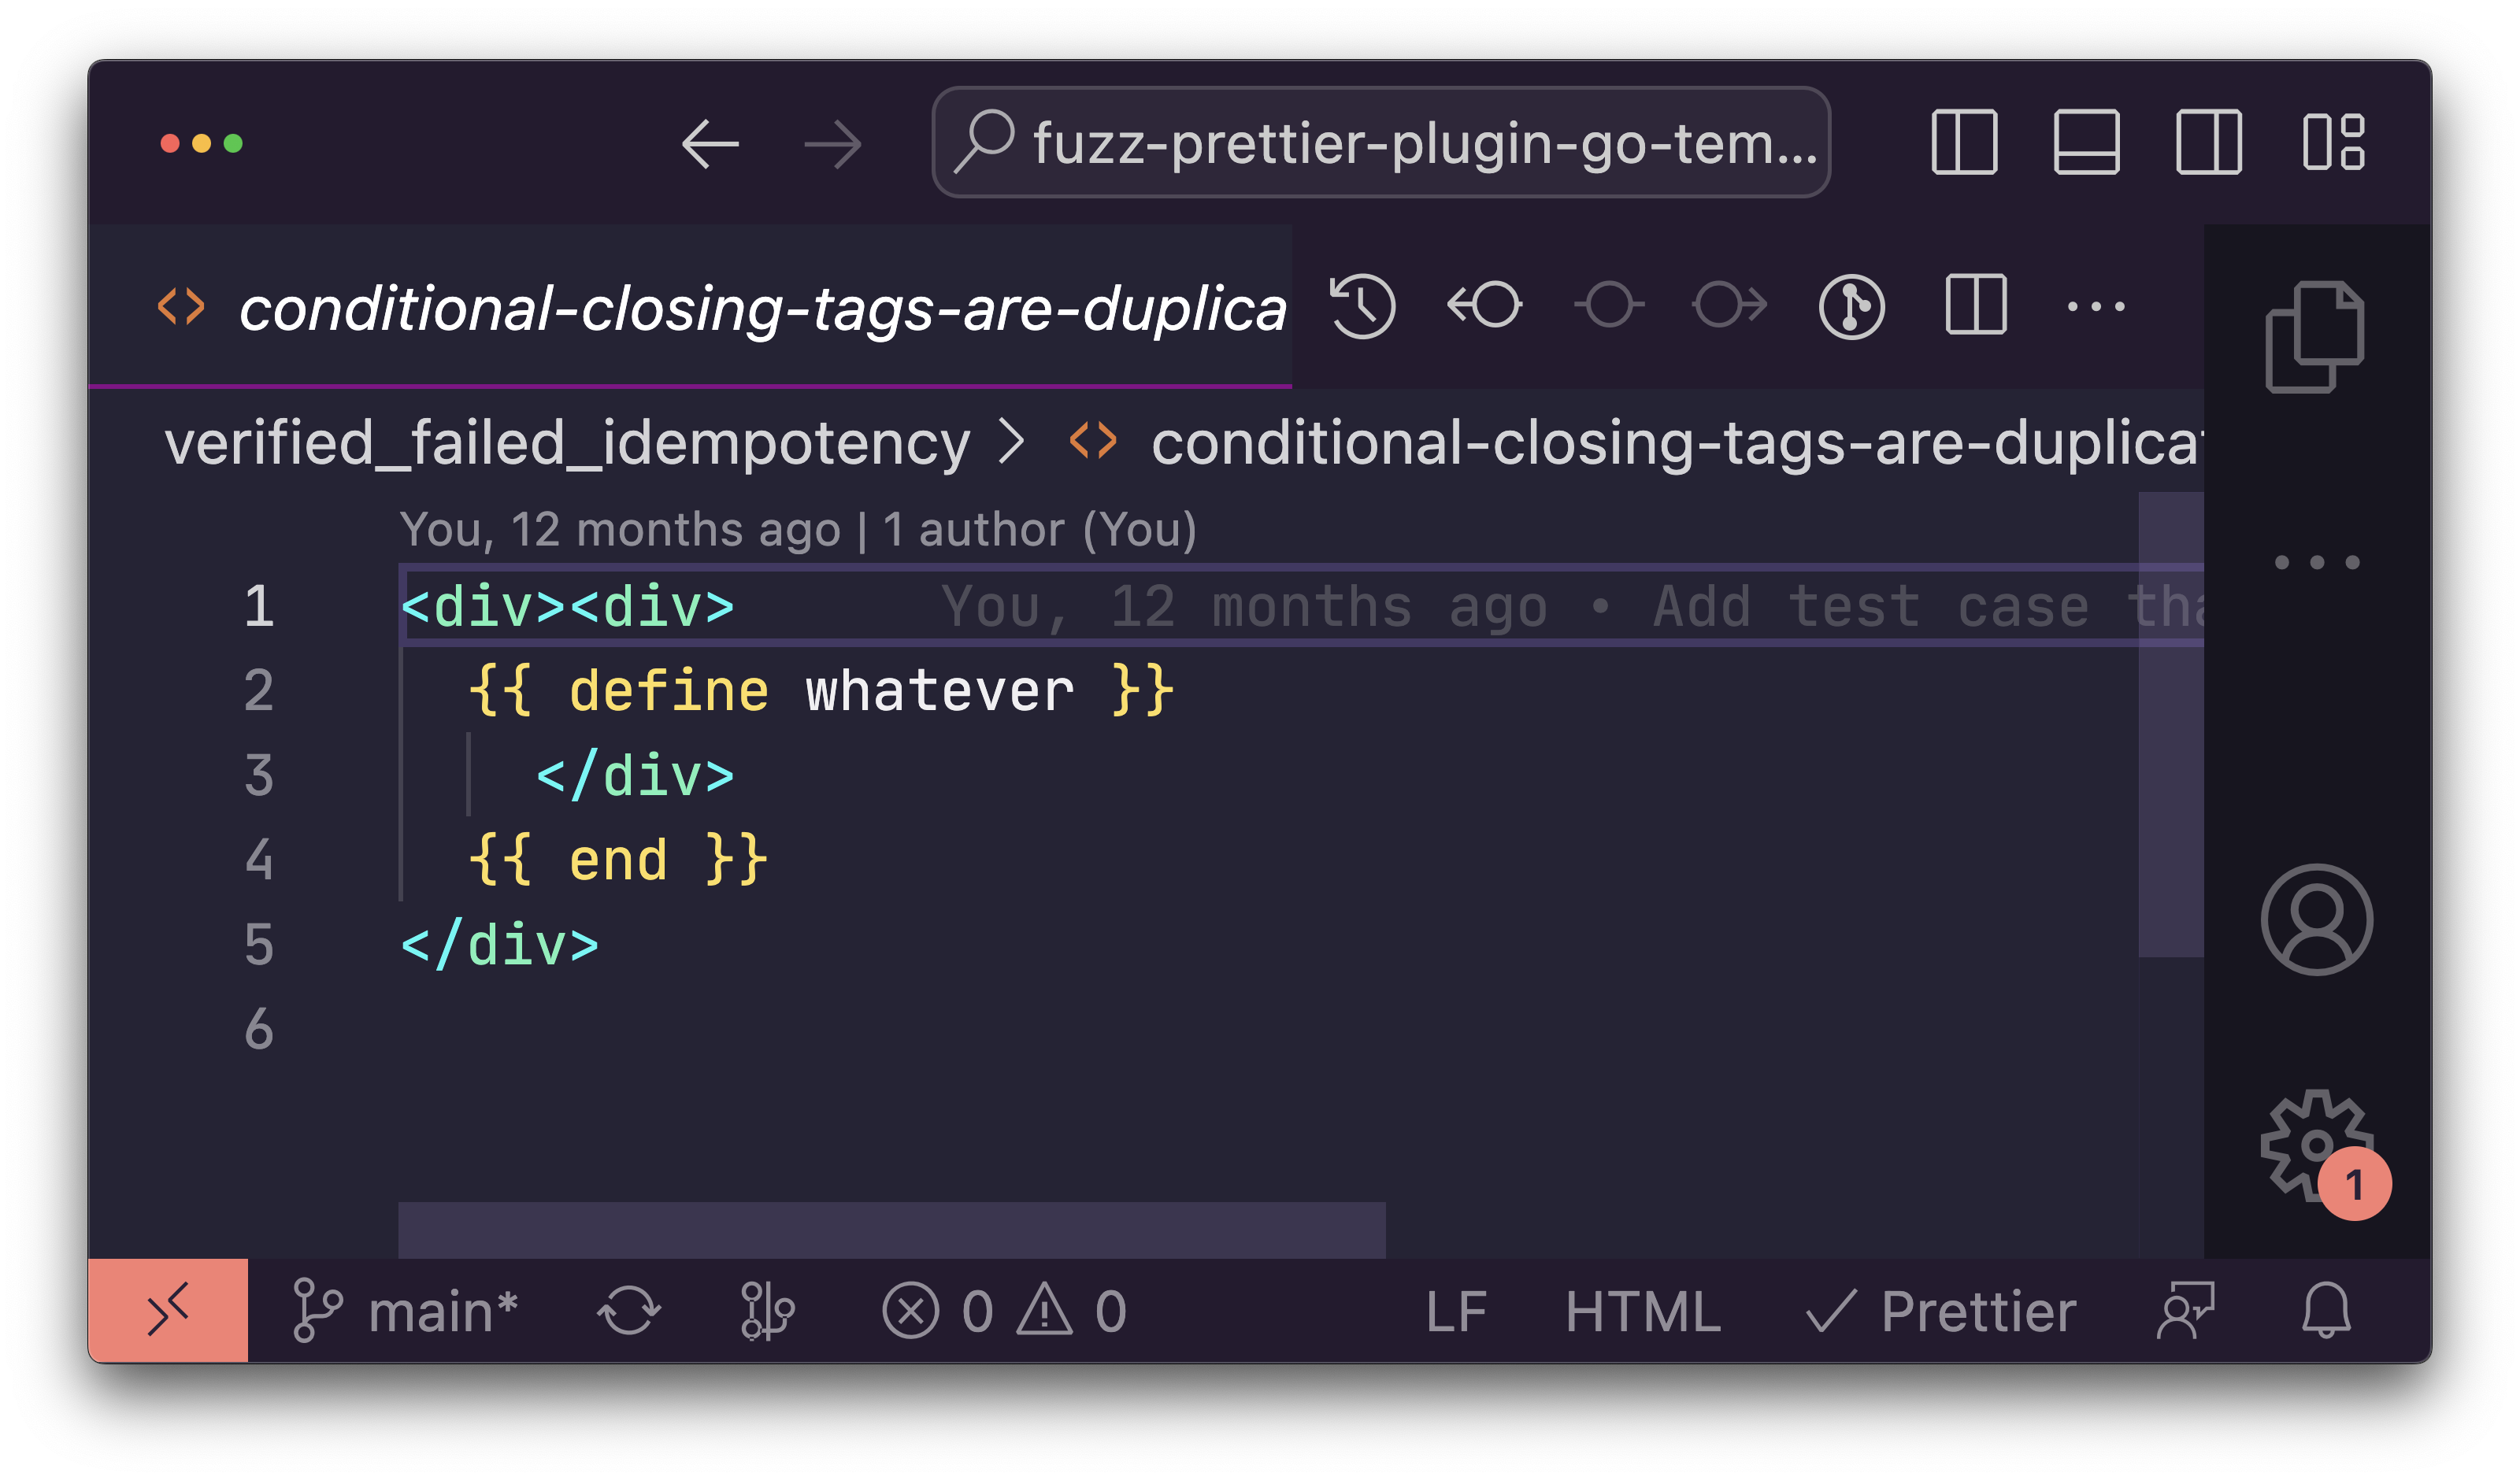 fuzz-prettier-plugin-go-tem...
conditional-closing-tags-are-duplica
verified_failed_idempotency > conditional-closing-tags-are-duplicat
You, 12 months ago | 1 author (You)
1 <div><div> You, 12 months ago • Add test case tha
2 {{ define whatever }}
3 </div>
4 {{ end }}
5 </div>
6
1
main* 0 0 LF HTML Prettier